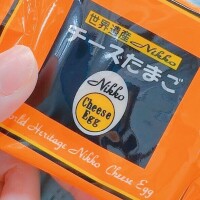 世界遺産 Nikko
チーズたまご
Nikko
Cheese
Egg
World Heritage Nikko Cheese Egg